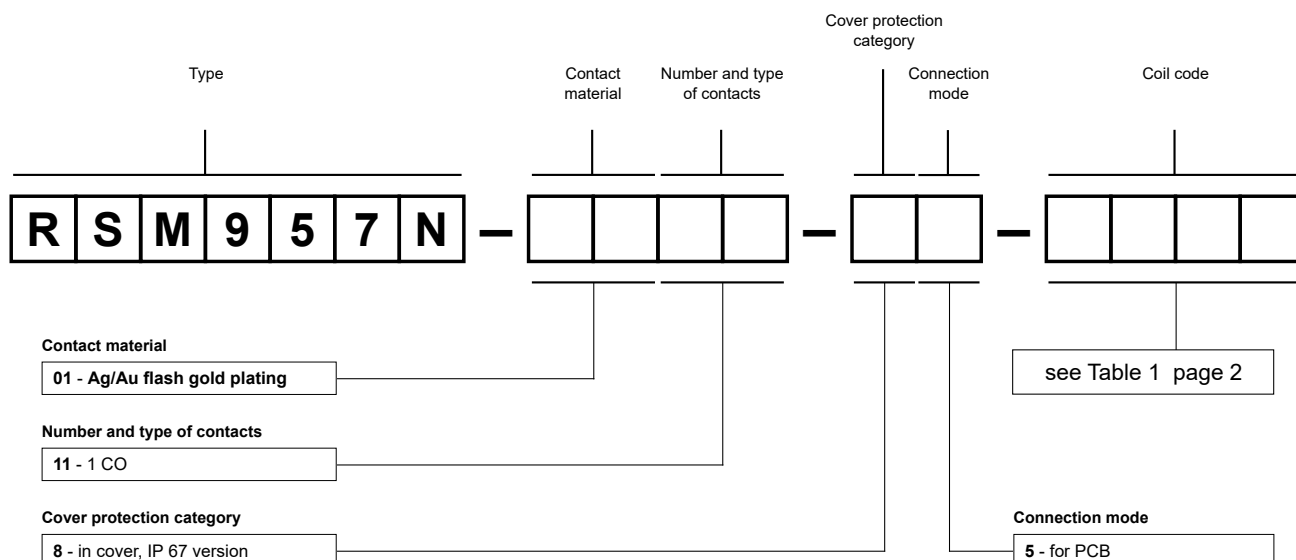 Cover protection
category
Type
Contact
material
Number and type
of contacts
Connection
mode
Coil code
R S M 9 5 7 N – –  –
Contact material
01 - Ag/Au flash gold plating
see Table 1 page 2
Number and type of contacts
11 - 1 CO
Cover protection category
8 - in cover, IP 67 version
Connection mode
5 - for PCB